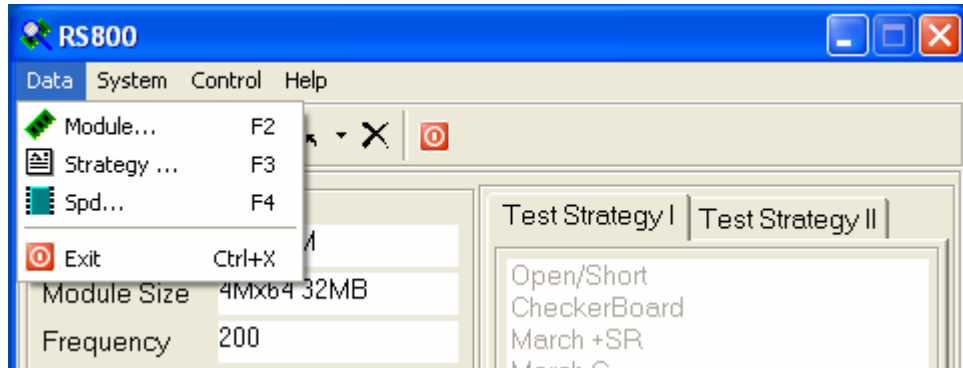 RS800
Data System Control Help
Module... F2
Strategy ... F3
Spd... F4
Exit Ctrl+X
Module Size 4Mx64 32MB
Frequency 200
Test Strategy I Test Strategy II
Open/Short
CheckerBoard
March +SR